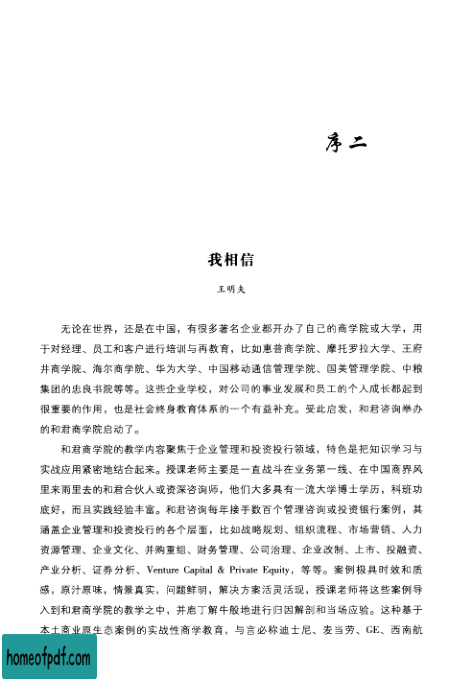 序二
我相信
王明夫
无论在世界，还是在中国，有很多著名企业都开办了自己的商学院或大学，用
于对经理、员工和客户进行培训与再教育，比如惠普商学院、摩托罗拉大学、王府
井商学院、海尔商学院、华为大学、中国移动通信管理学院、国美管理学院、中粮
集团的忠良书院等等。这些企业学校，对公司的事业发展和员工的个人成长都起到
很重要的作用，也是社会终身教育体系的一个有益补充。受此启发，和君咨询举办
的和君商学院启动了。
和君商学院的教学内容聚焦于企业管理和投资投行领域，特色是把知识学习与
实战应用紧密地结合起来。授课老师主要是一直战斗在业务第一线、在中国商界风
里来雨里去的和君合伙人或资深咨询师，他们大多具有一流大学博士学历，科班功
底好，而且实践经验丰富。和君咨询每年接手数百个管理咨询或投资银行案例，其
涵盖企业管理和投资投行的各个层面，比如战略规划、组织流程、市场营销、人力
资源管理、企业文化、并购重组、财务管理、公司治理、企业改制、上市、投融资、
产业分析、证券分析、Venture Capital & Private Equity，等等。案例极具时效和质
感，原汁原味，情景真实，问题鲜明，解决方案活灵活现，授课老师将这些案例导
入到和君商学院的教学之中，并庖丁解牛般地进行归因解剖和当场应验。这种基于
本土商业原生态案例的实战性商学教育，与言必称迪士尼、麦当劳、GE、西南航
homeofpdf.com